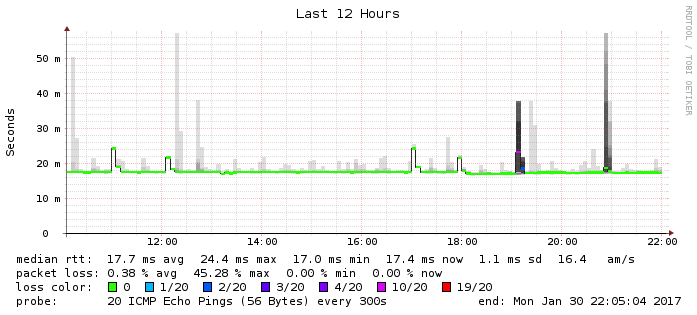 Last 12 Hours
RRDTOOL / TOBI OETIKER
Seconds
50 m
40 m
30 m
20 m
10 m
0
12:00 14:00 16:00 18:00 20:00 22:00
median rtt: 17.7 ms avg 24.4 ms max 17.0 ms min 17.4 ms now 1.1 ms sd 16.4 am/s
packet loss: 0.38 % avg 45.28 % max 0.00 % min 0.00 % now
loss color: 0 1/20 2/20 3/20 4/20 10/20 19/20
probe: 20 ICMP Echo Pings (56 Bytes) every 300s end: Mon Jan 30 22:05:04 2017